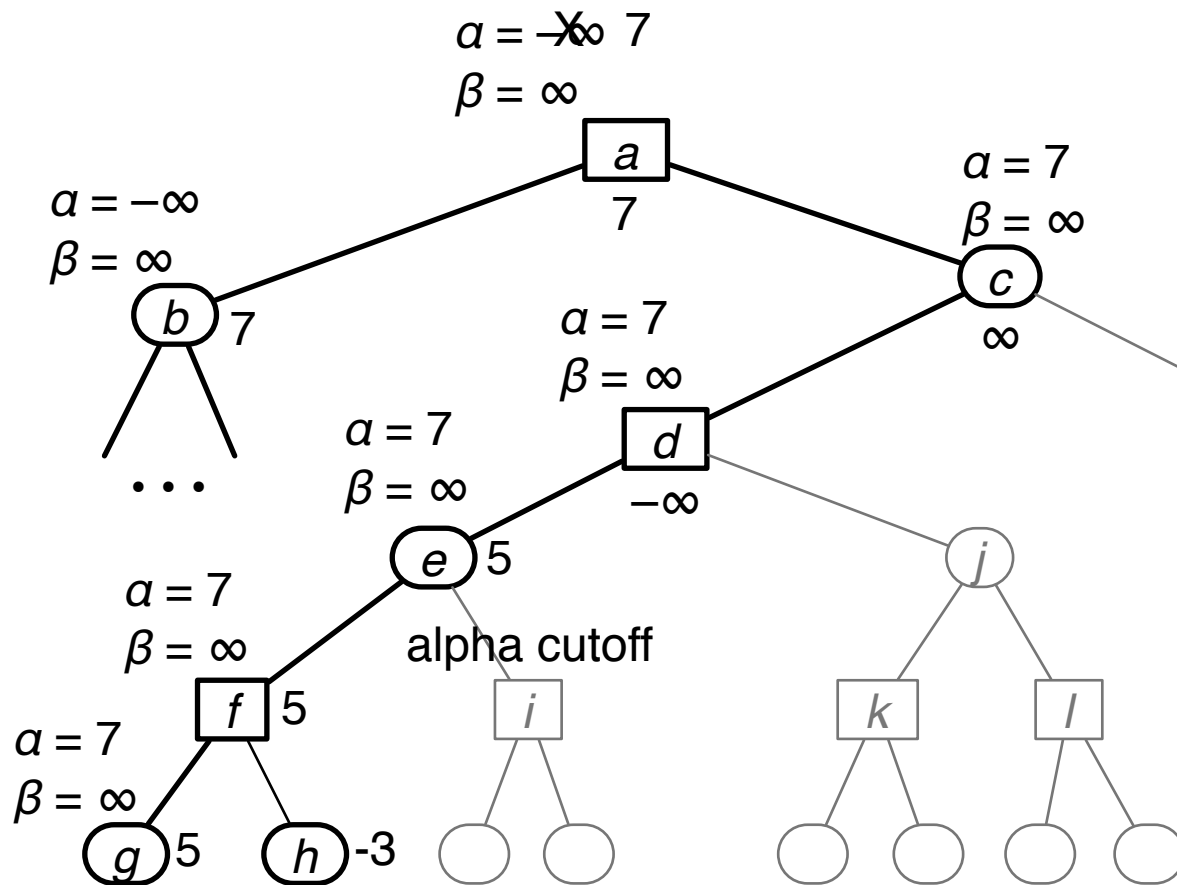 α = –∞ 7
X
β = ∞
a
7
α = 7
β = ∞
c
∞
α = –∞
β = ∞
b
7
...
α = 7
β = ∞
d
–∞
α = 7
β = ∞
e
5
j
α = 7
β = ∞
alpha cutoff
f
5
i
k
l
α = 7
β = ∞
g
5
h
-3